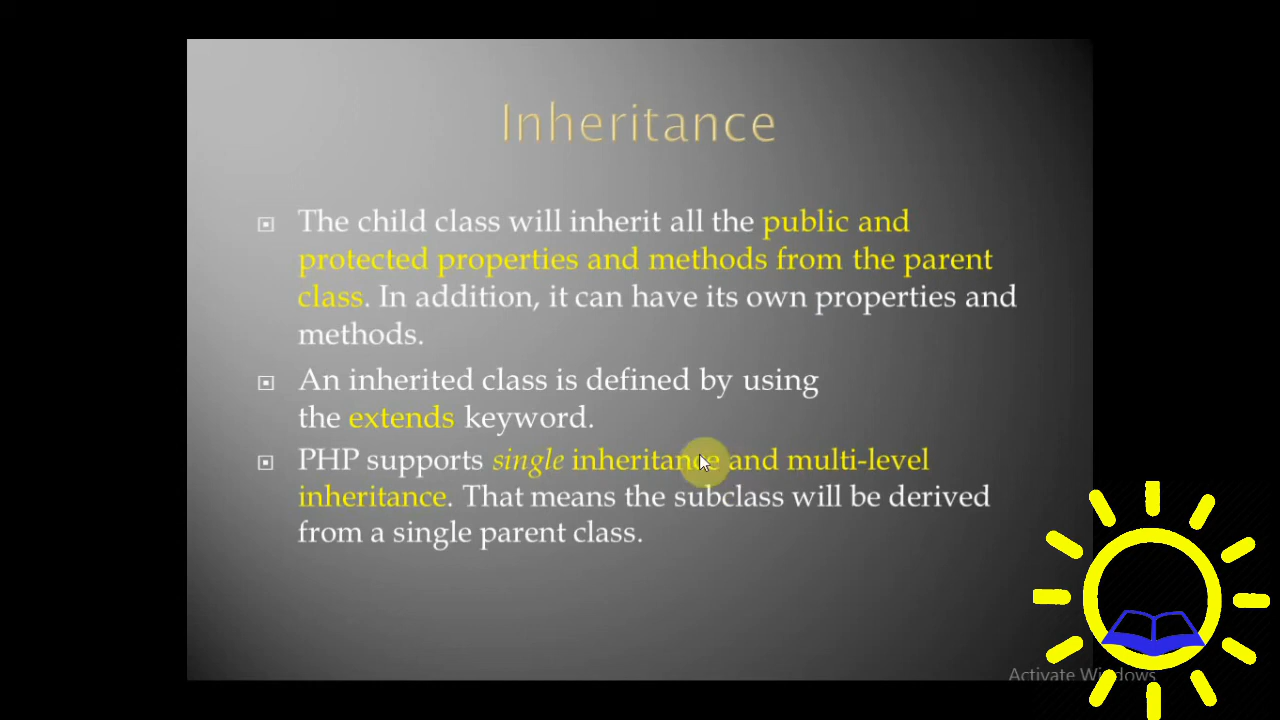 Inheritance
The child class will inherit all the public and
protected properties and methods from the parent
class. In addition, it can have its own properties and
methods.
An inherited class is defined by using
the extends keyword.
PHP supports single inheritance and multi-level
inheritance. That means the subclass will be derived
from a single parent class.
Activate Windows